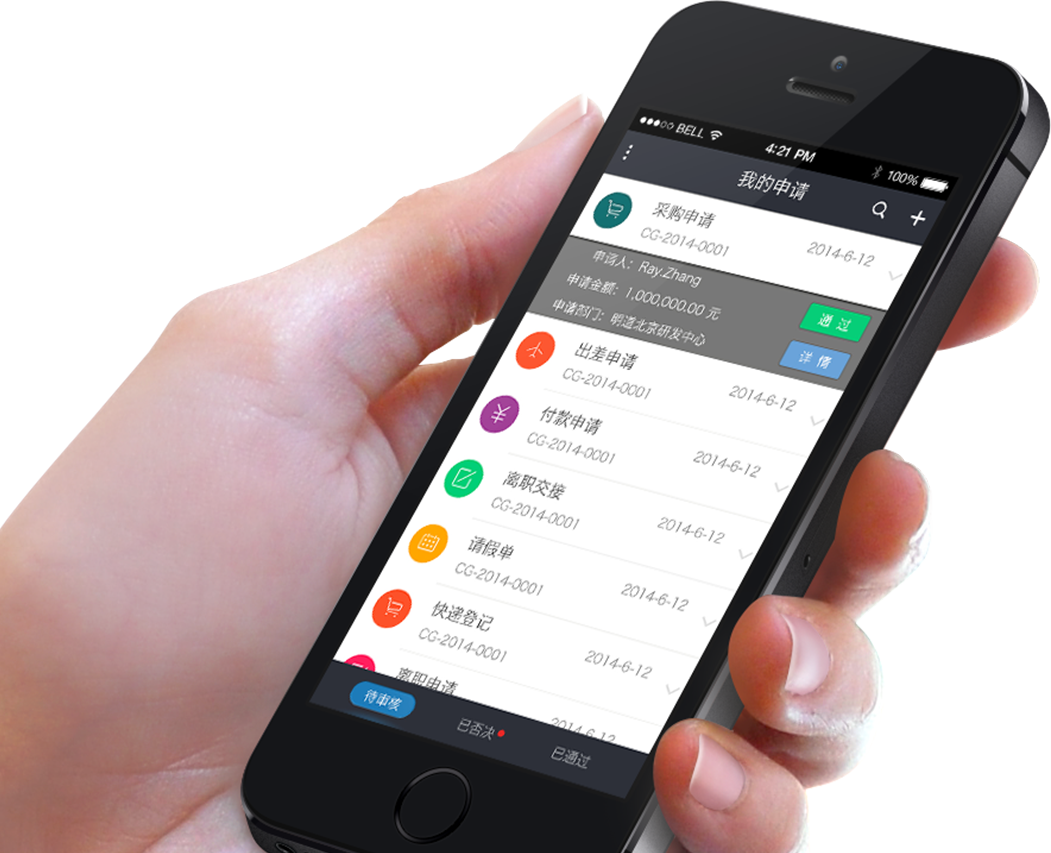 BELL 4:21 PM 100%
我的申请
采购申请
CG-2014-0001 2014-6-12
申请人：Ray.Zhang
申请金额：1,000,000.00 元
通过
申请部门：明道北京研发中心
详情
出差申请
CG-2014-0001 2014-6-12
付款申请
CG-2014-0001 2014-6-12
离职交接
CG-2014-0001 2014-6-12
请假单
CG-2014-0001 2014-6-12
快递登记
CG-2014-0001 2014-6-12
离职申请
2014-6-12
待审核 已否决 已通过